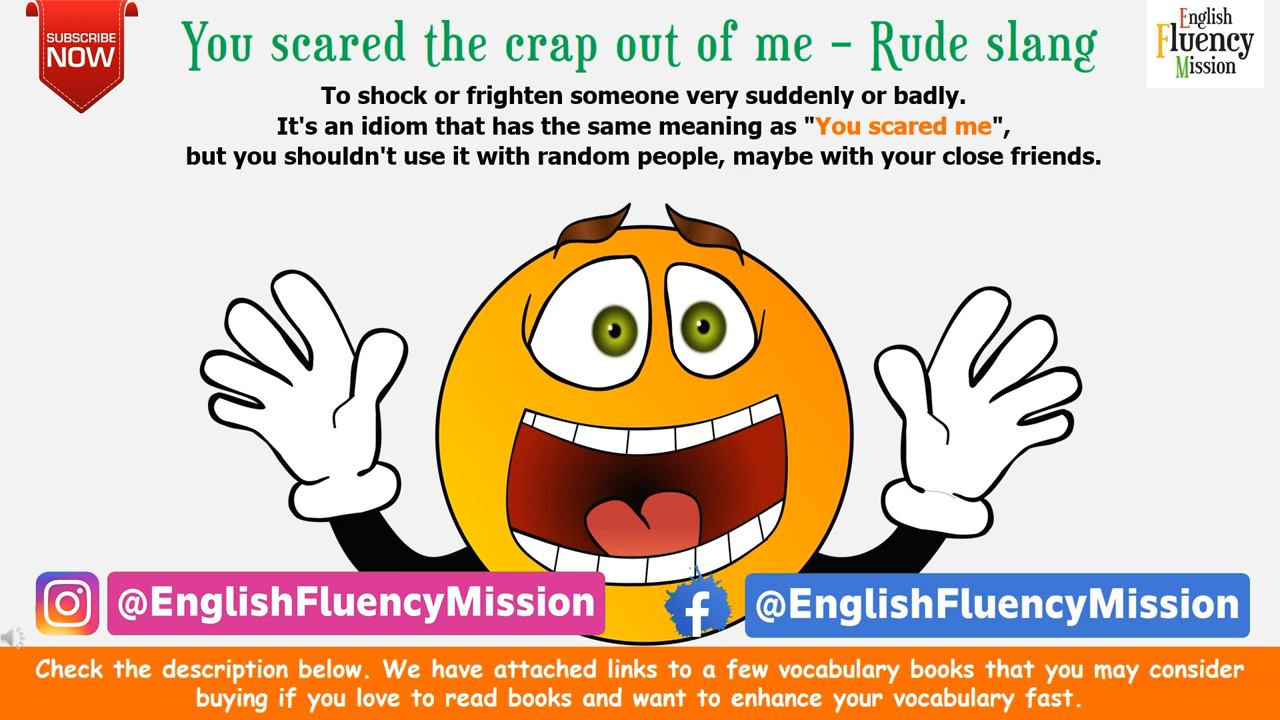 SUBSCRIBE
NOW
You scared the crap out of me – Rude slang
English
Fluency
Mission
To shock or frighten someone very suddenly or badly.
It's an idiom that has the same meaning as "You scared me",
but you shouldn't use it with random people, maybe with your close friends.
@EnglishFluencyMission
f @EnglishFluencyMission
Check the description below. We have attached links to a few vocabulary books that you may consider
buying if you love to read books and want to enhance your vocabulary fast.